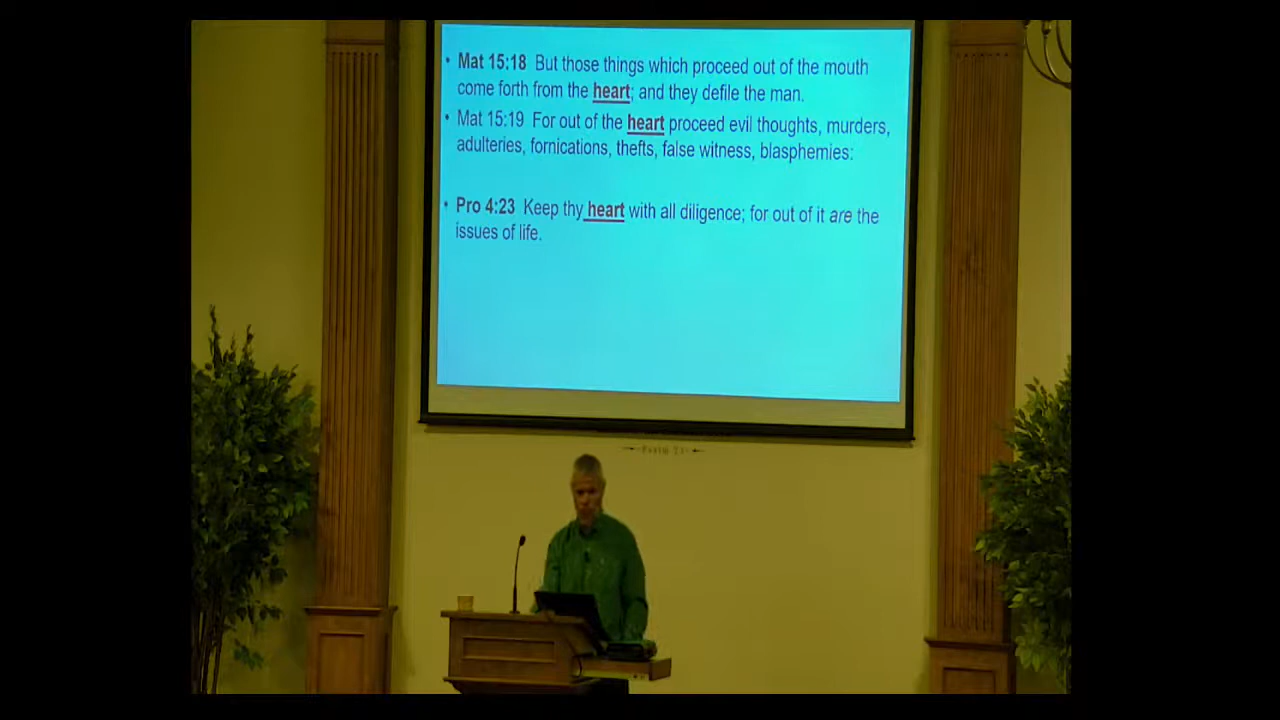 • Mat 15:18 But those things which proceed out of the mouth
come forth from the heart; and they defile the man.
• Mat 15:19 For out of the heart proceed evil thoughts, murders,
adulteries, fornications, thefts, false witness, blasphemies:
• Pro 4:23 Keep thy heart with all diligence; for out of it are the
issues of life.